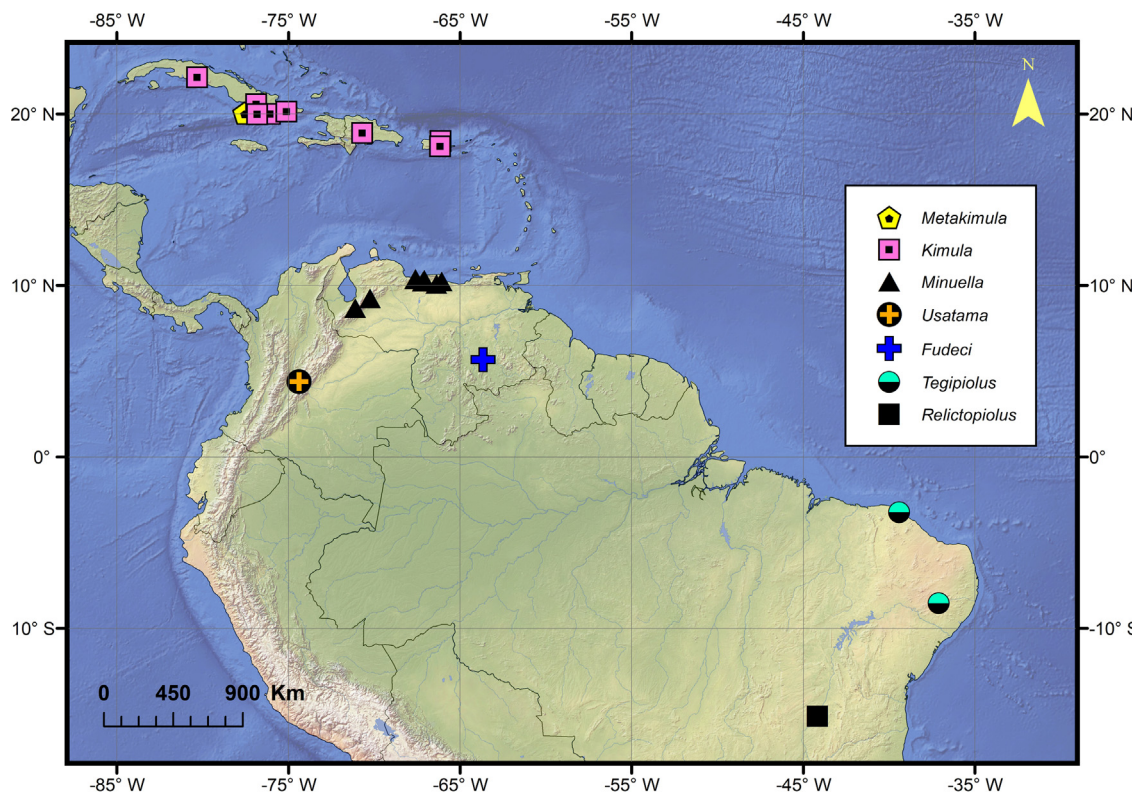 -85° W -75° W -65° W -55° W -45° W -35° W
N
20° N 20° N
Metakimula
Kimula
Minuella
Usatama
Fudeci
Tegipiolus
Relictopiolus
10° N 10° N
0° 0°
10° S -10° S
0 450 900 Km
-85° W -75° W -65° W -55° W -45° W -35° W